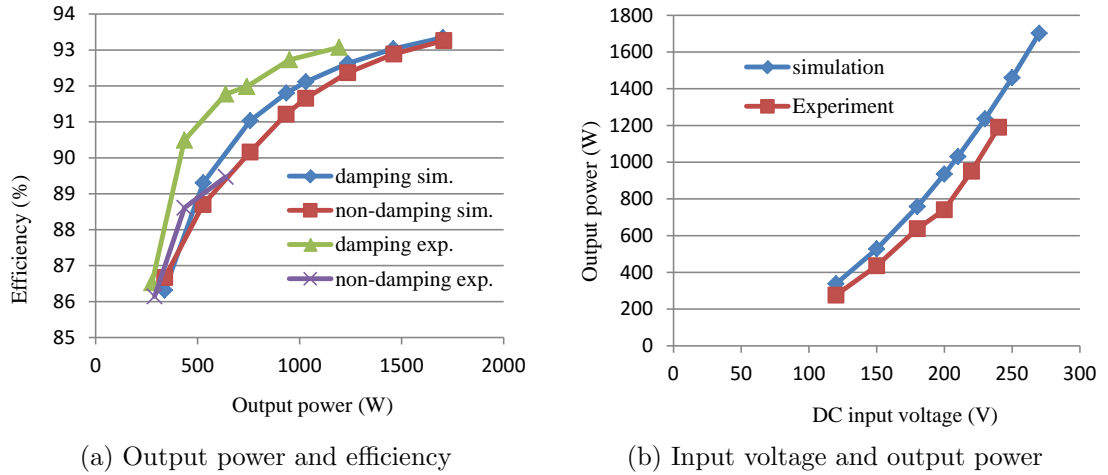 94
93
92
91
90
89
88
87
86
85
Efficiency (%)
damping sim.
non-damping sim.
damping exp.
non-damping exp.
0
500
1000
1500
2000
Output power (W)
(a) Output power and efficiency
1800
1600
1400
1200
1000
800
600
400
200
0
Output power (W)
simulation
Experiment
0
50
100
150
200
250
300
DC input voltage (V)
(b) Input voltage and output power